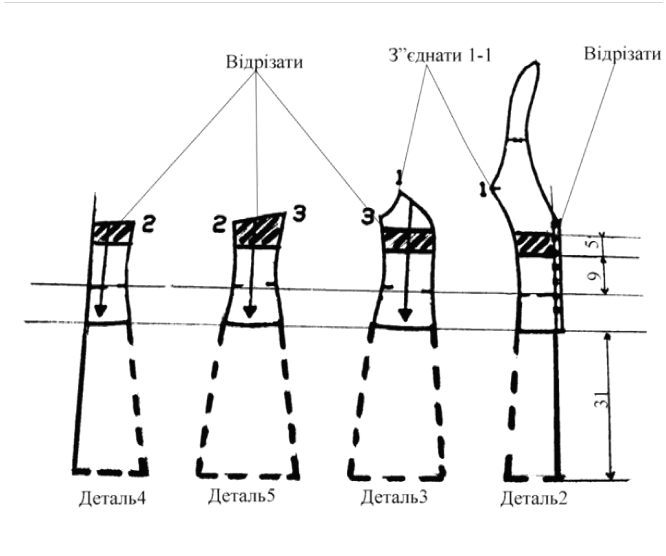 Відрізати
З”єднати 1-1
Відрізати
1
1
2
2
3
3
5
9
31
Деталь4
Деталь5
Деталь3
Деталь2